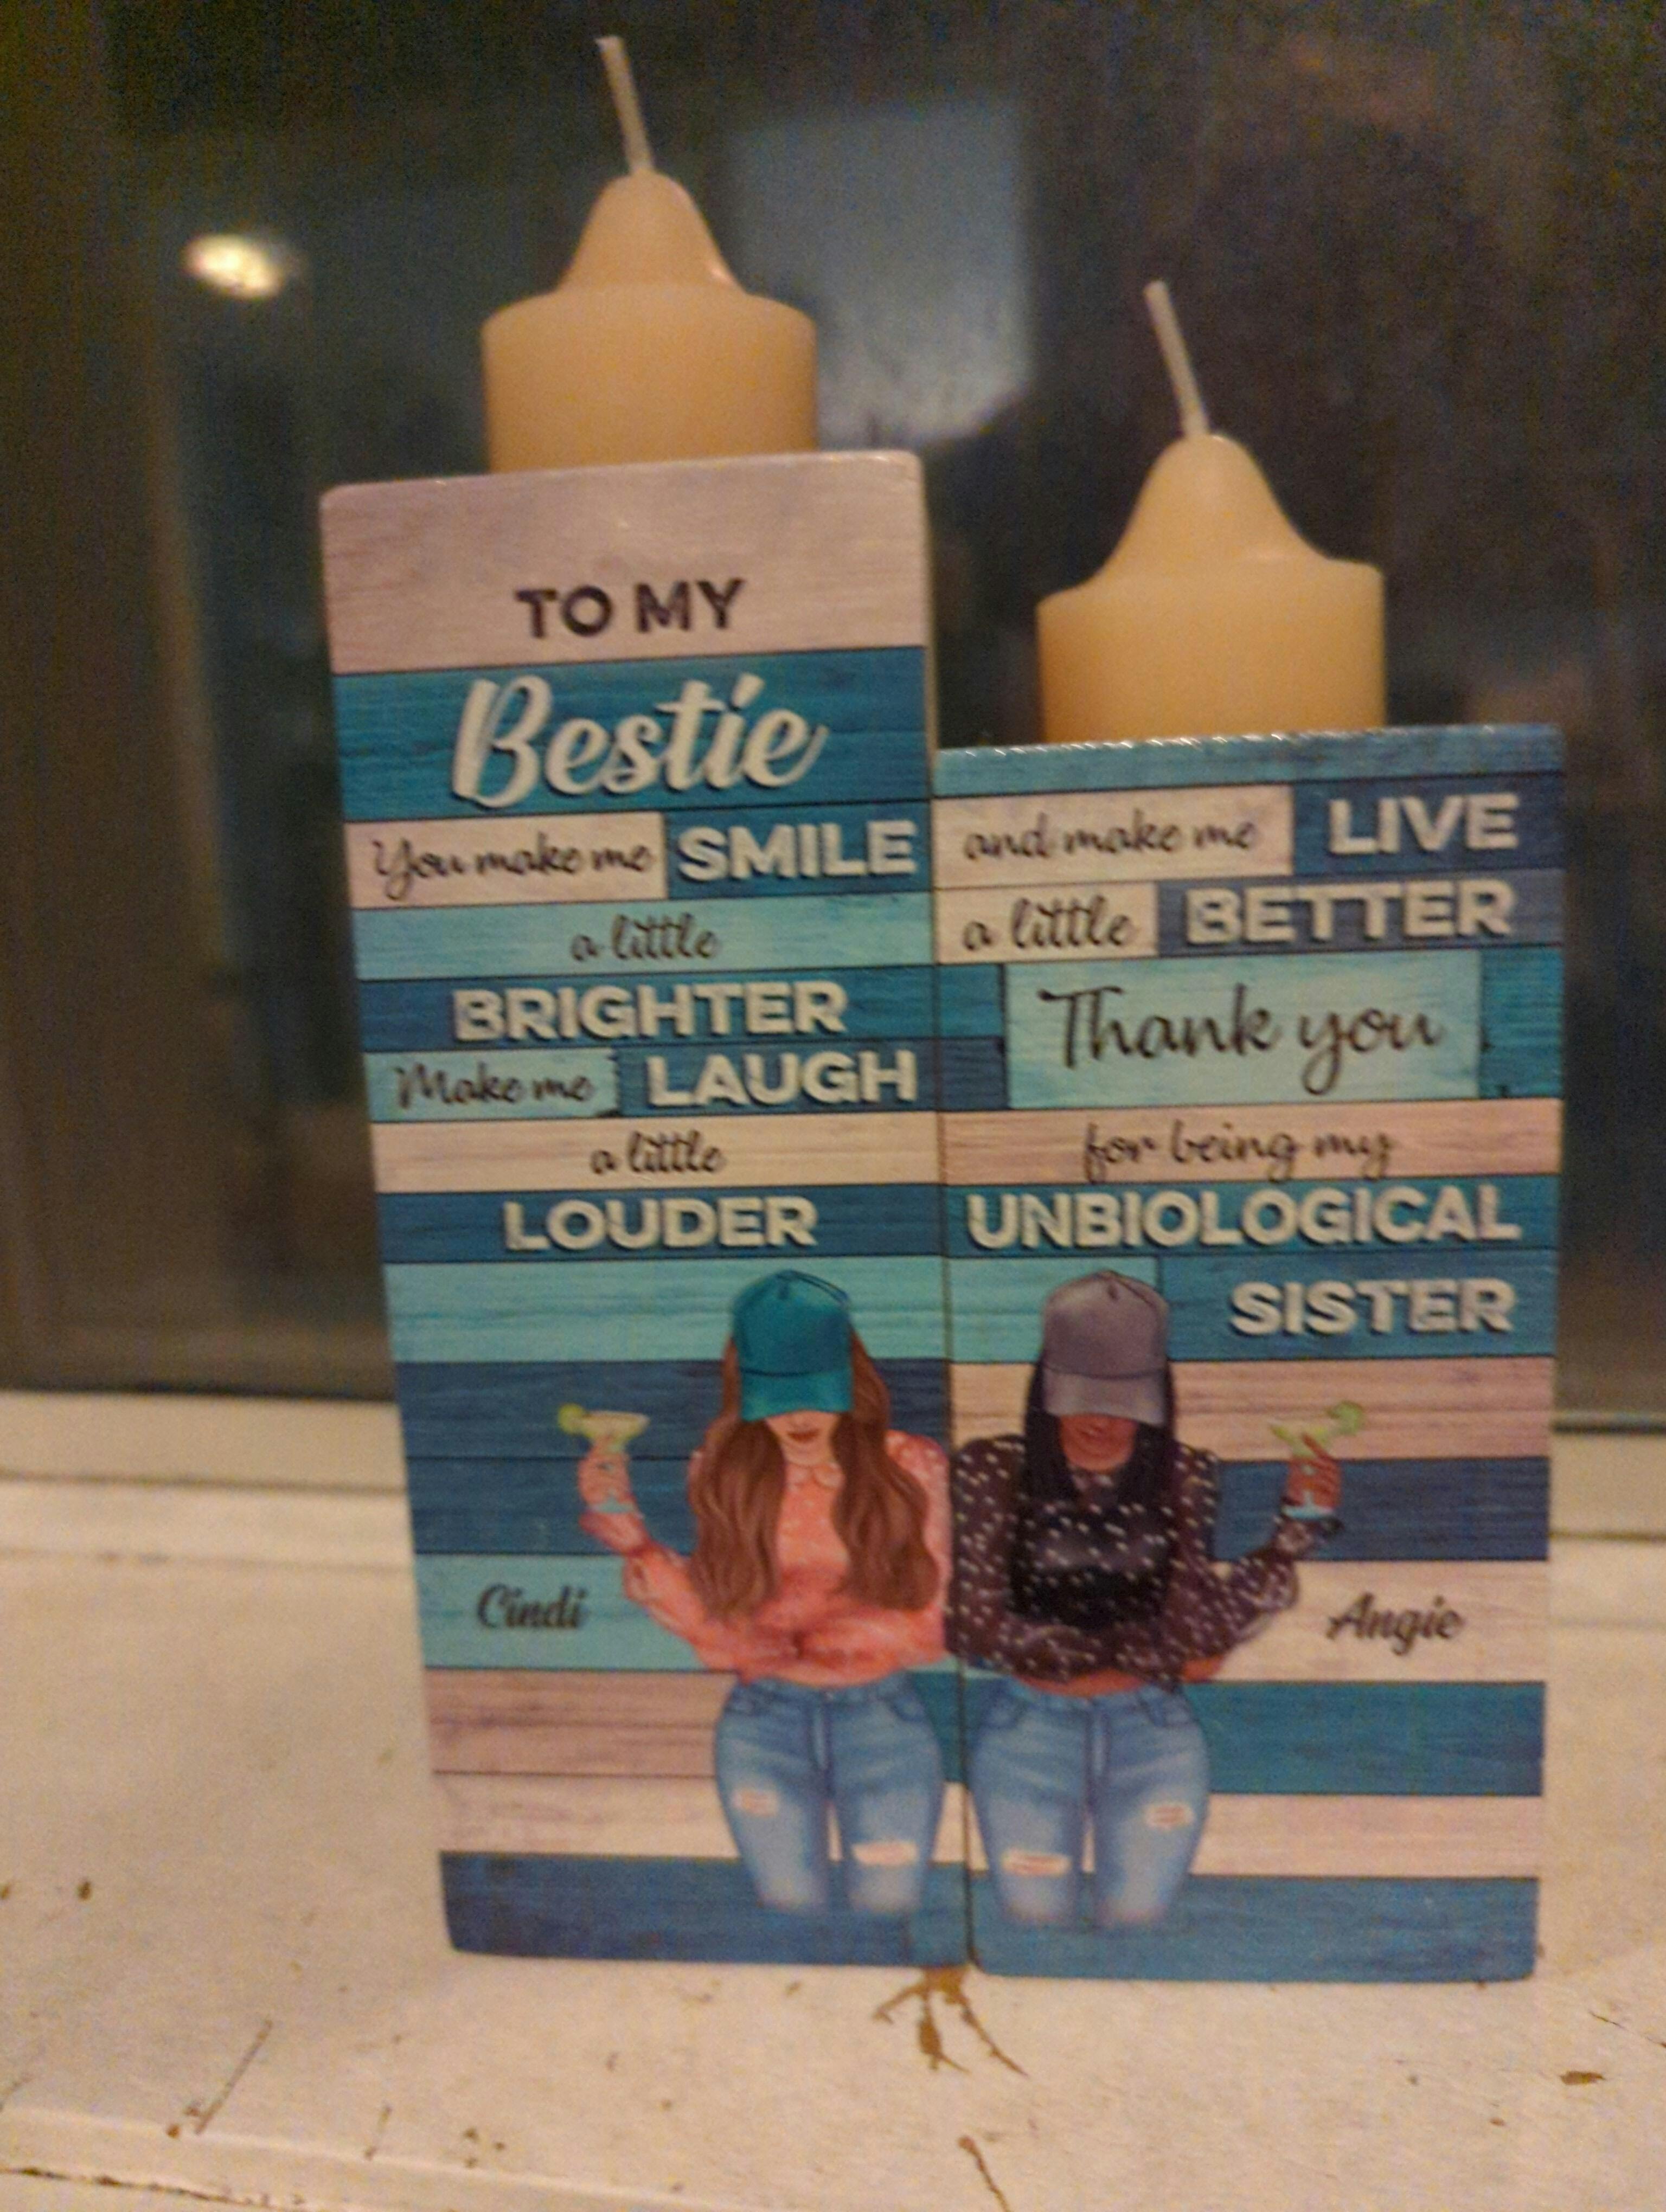 TO MY
Bestie
You make me SMILE
a little
BRIGHTER
Make me LAUGH
a little
LOUDER
Cindi
and make me LIVE
a little BETTER
Thank you
for being my
UNBIOLOGICAL
SISTER
Angie